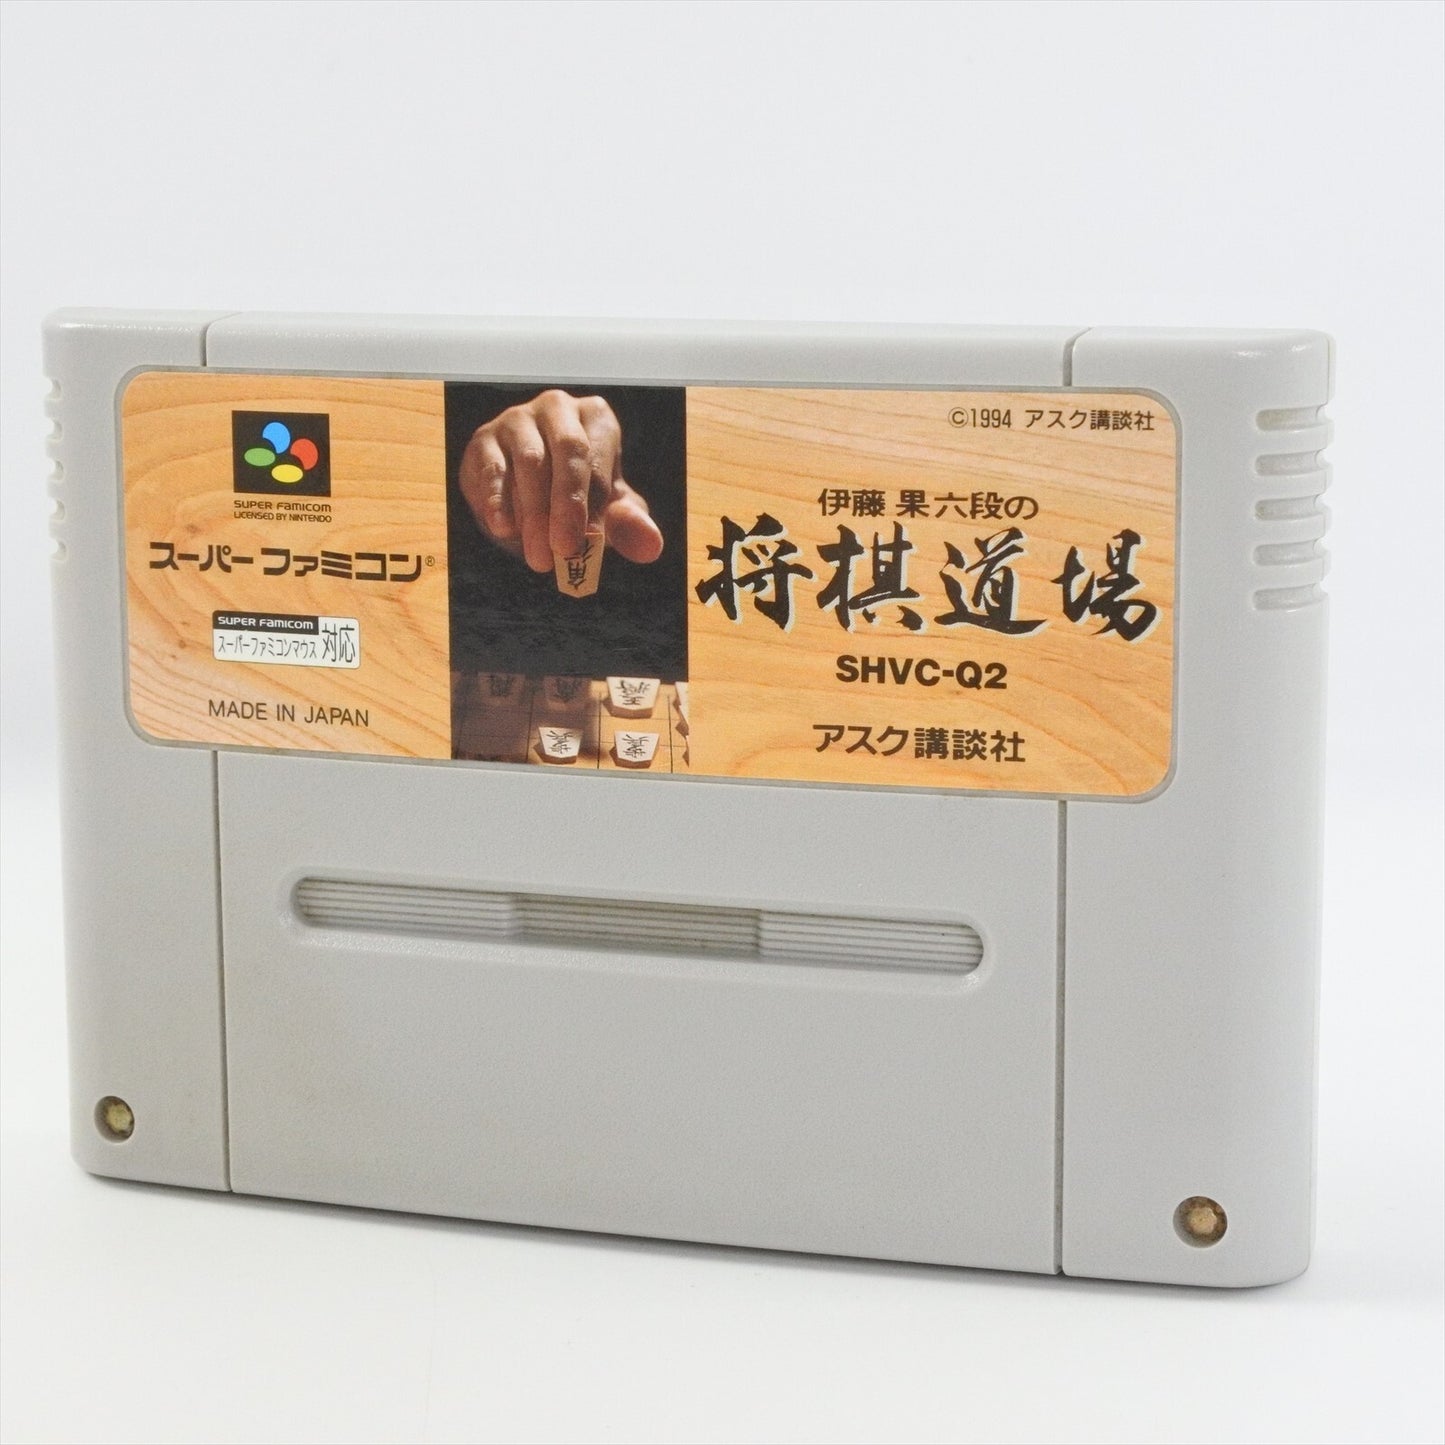 SUPER FAMICOM
LICENSED BY NINTENDO
スーパーファミコン®
SUPER FAMICOM
スーパーファミコンマウス 対応
MADE IN JAPAN
角
©1994 アスク講談社
伊藤 果六段の
将棋道場
SHVC-Q2
アスク講談社